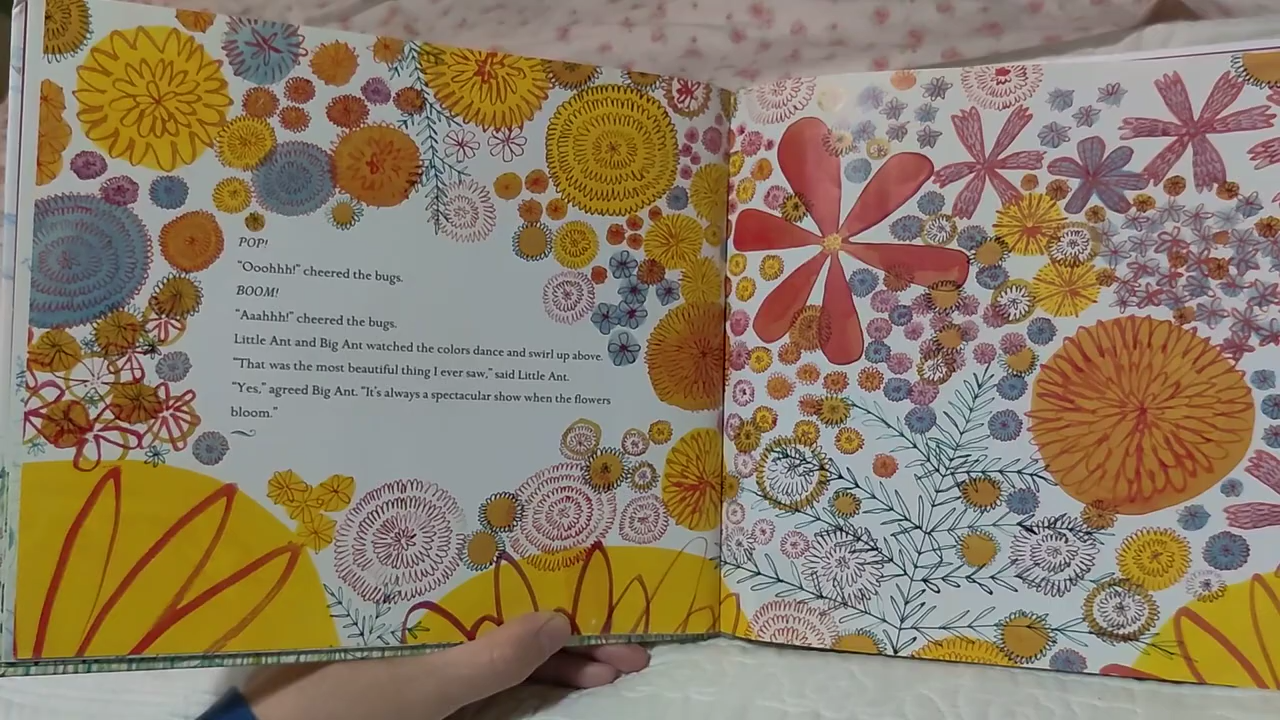 POP!
"Ooohhh!" cheered the bugs.
BOOM!
"Aaahhh!" cheered the bugs.
Little Ant and Big Ant watched the colors dance and swirl up above.
"That was the most beautiful thing I ever saw," said Little Ant.
"Yes," agreed Big Ant. "It's always a spectacular show when the flowers
bloom."